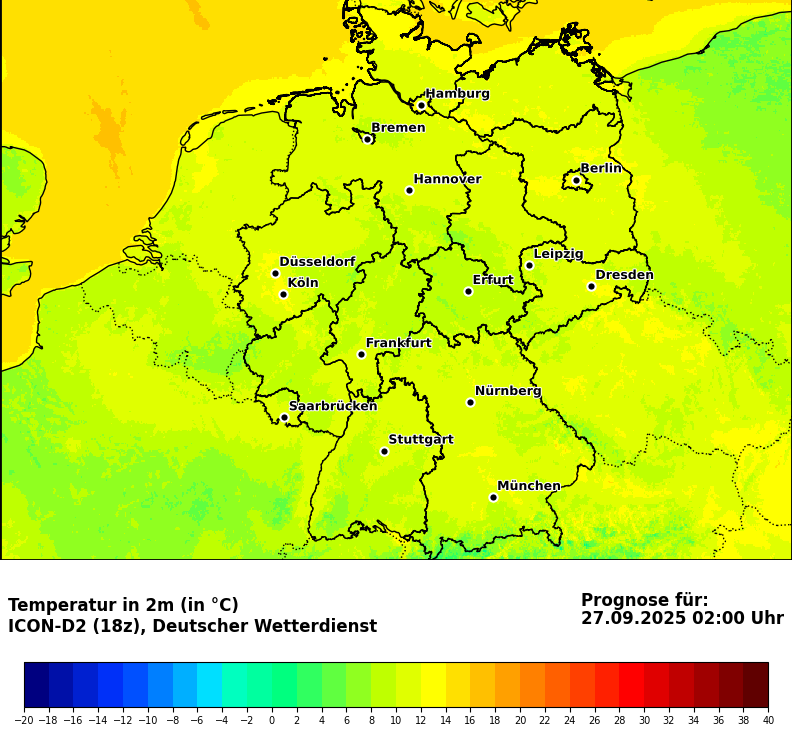 Hamburg
Bremen
Berlin
Hannover
Leipzig
Düsseldorf
Dresden
Erfurt
Köln
Frankfurt
Nürnberg
Saarbrücken
Stuttgart
München
Temperatur in 2m (in °C)
ICON-D2 (18z), Deutscher Wetterdienst
Prognose für:
27.09.2025 02:00 Uhr
−20 −18 −16 −14 −12 −10 −8 −6 −4 −2 0 2 4 6 8 10 12 14 16 18 20 22 24 26 28 30 32 34 36 38 40